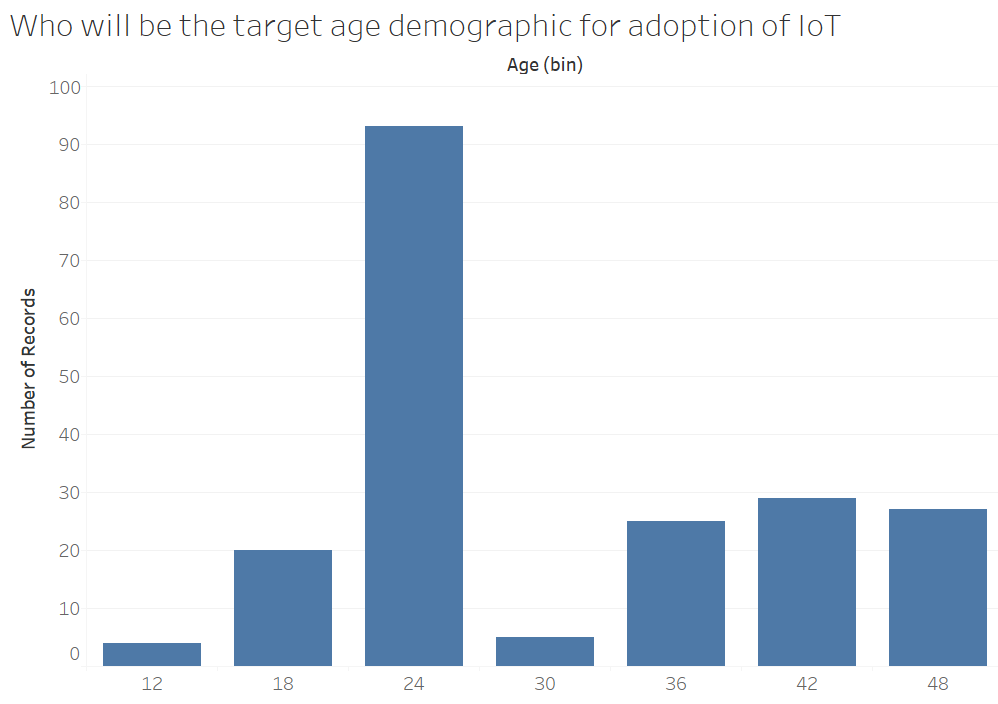 Who will be the target age demographic for adoption of IoT
Age (bin)
100
90
80
70
60
50
40
30
20
10
0
Number of Records
12 18 24 30 36 42 48